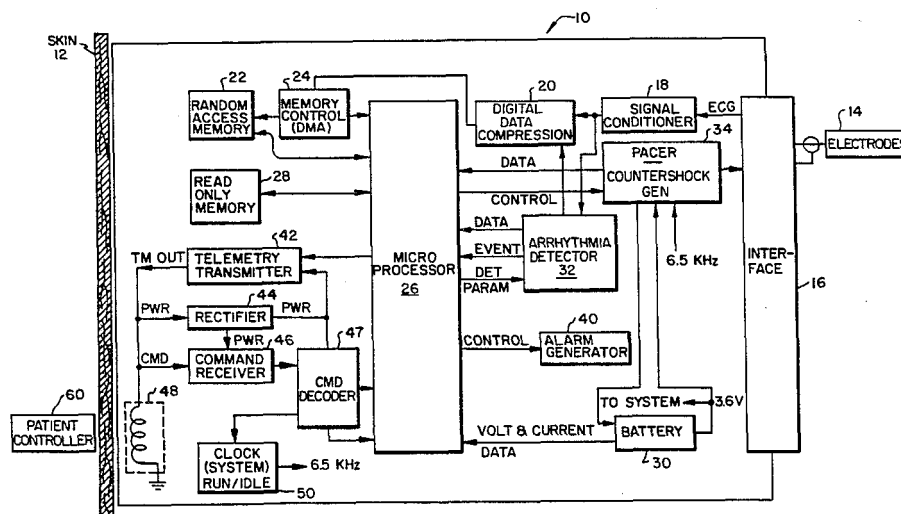 10
SKIN
12
22
RANDOM
ACCESS
MEMORY
24
MEMORY
CONTROL
(DMA)
20
DIGITAL
DATA
COMPRESSION
18
SIGNAL
CONDITIONER
ECG
34
PACER
COUNTERSHOCK
GEN
14
ELECTRODES
DATA
CONTROL
28
READ
ONLY
MEMORY
MICRO
PROCESSOR
26
DATA
EVENT
DET
PARAM
ARRHYTHMIA
DETECTOR
32
6.5 KHz
INTER-
FACE
16
42
TM OUT
TELEMETRY
TRANSMITTER
44
PWR
RECTIFIER
PWR
PWR
46
CMD
COMMAND
RECEIVER
47
CMD
DECODER
CONTROL
40
ALARM
GENERATOR
48
60
PATIENT
CONTROLLER
TO SYSTEM
3.6V
VOLT & CURRENT
DATA
BATTERY
30
CLOCK
(SYSTEM)
RUN/IDLE
50
6.5 KHz